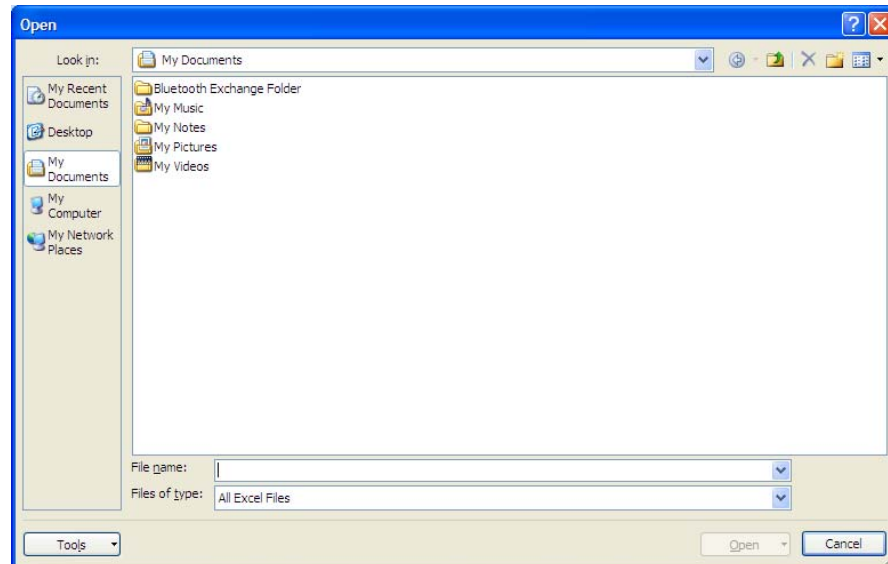 Open
Look in:
My Documents
My Recent
Documents
Desktop
My
Documents
My
Computer
My Network
Places
Bluetooth Exchange Folder
My Music
My Notes
My Pictures
My Videos
File name:
Files of type:
All Excel Files
Tools
Open
Cancel